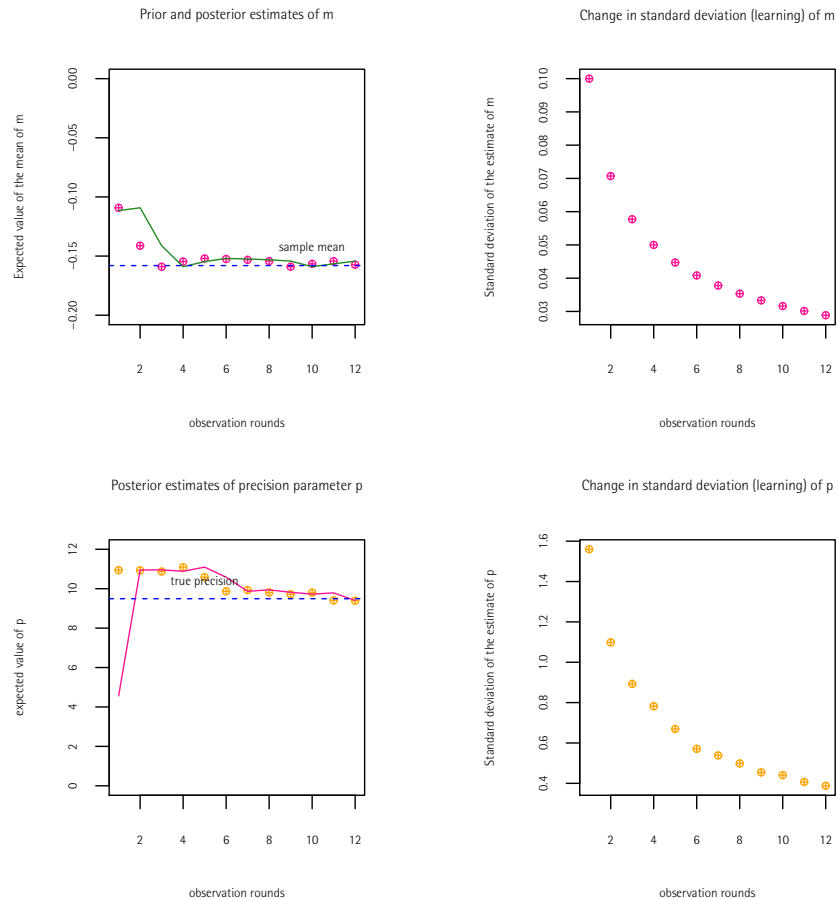 Prior and posterior estimates of m
Expected value of the mean of m
0.00
−0.05
−0.10
−0.15
−0.20
sample mean
2 4 6 8 10 12
observation rounds
Change in standard deviation (learning) of m
Standard deviation of the estimate of m
0.10
0.09
0.08
0.07
0.06
0.05
0.04
0.03
2 4 6 8 10 12
observation rounds
Posterior estimates of precision parameter p
expected value of p
12
10
8
6
4
2
0
true precision
2 4 6 8 10 12
observation rounds
Change in standard deviation (learning) of p
Standard deviation of the estimate of p
1.6
1.4
1.2
1.0
0.8
0.6
0.4
2 4 6 8 10 12
observation rounds